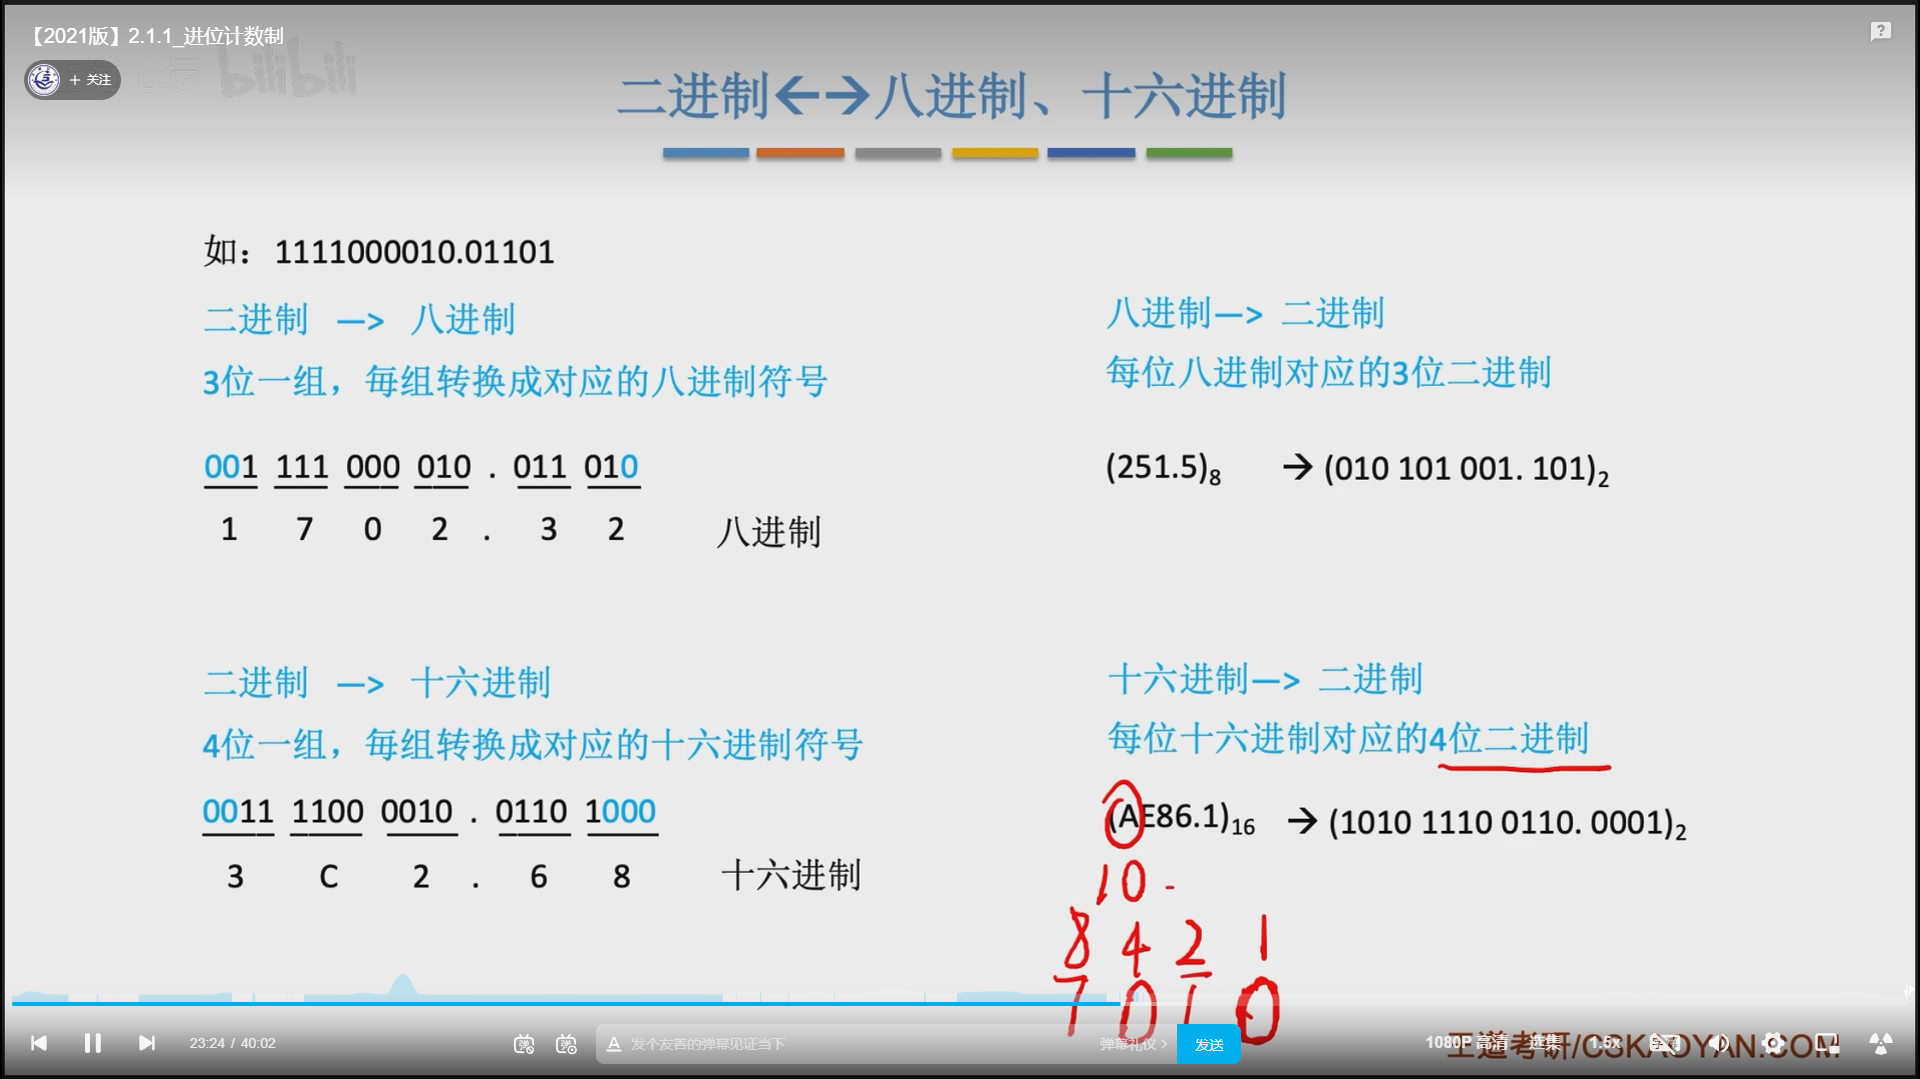 【2021版】2.1.1_进位计数制
+ 关注
bilibili
二进制←→八进制、十六进制
如：1111000010.01101
二进制 —> 八进制
3位一组，每组转换成对应的八进制符号
001 111 000 010 . 011 010
1 7 0 2 . 3 2 八进制
二进制 —> 十六进制
4位一组，每组转换成对应的十六进制符号
0011 1100 0010 . 0110 1000
3 C 2 . 6 8 十六进制
八进制—> 二进制
每位八进制对应的3位二进制
(251.5)8 → (010 101 001. 101)2
十六进制—> 二进制
每位十六进制对应的4位二进制
(AE86.1)16 → (1010 1110 0110. 0001)2
10 -
8 4 2 1
1 0 1 0
23:24 / 40:02
A 发个友善的弹幕见证当下
弹幕礼仪 >
发送
1080P 高清
选集
1.5x
王道考研/CSKAOYAN.COM